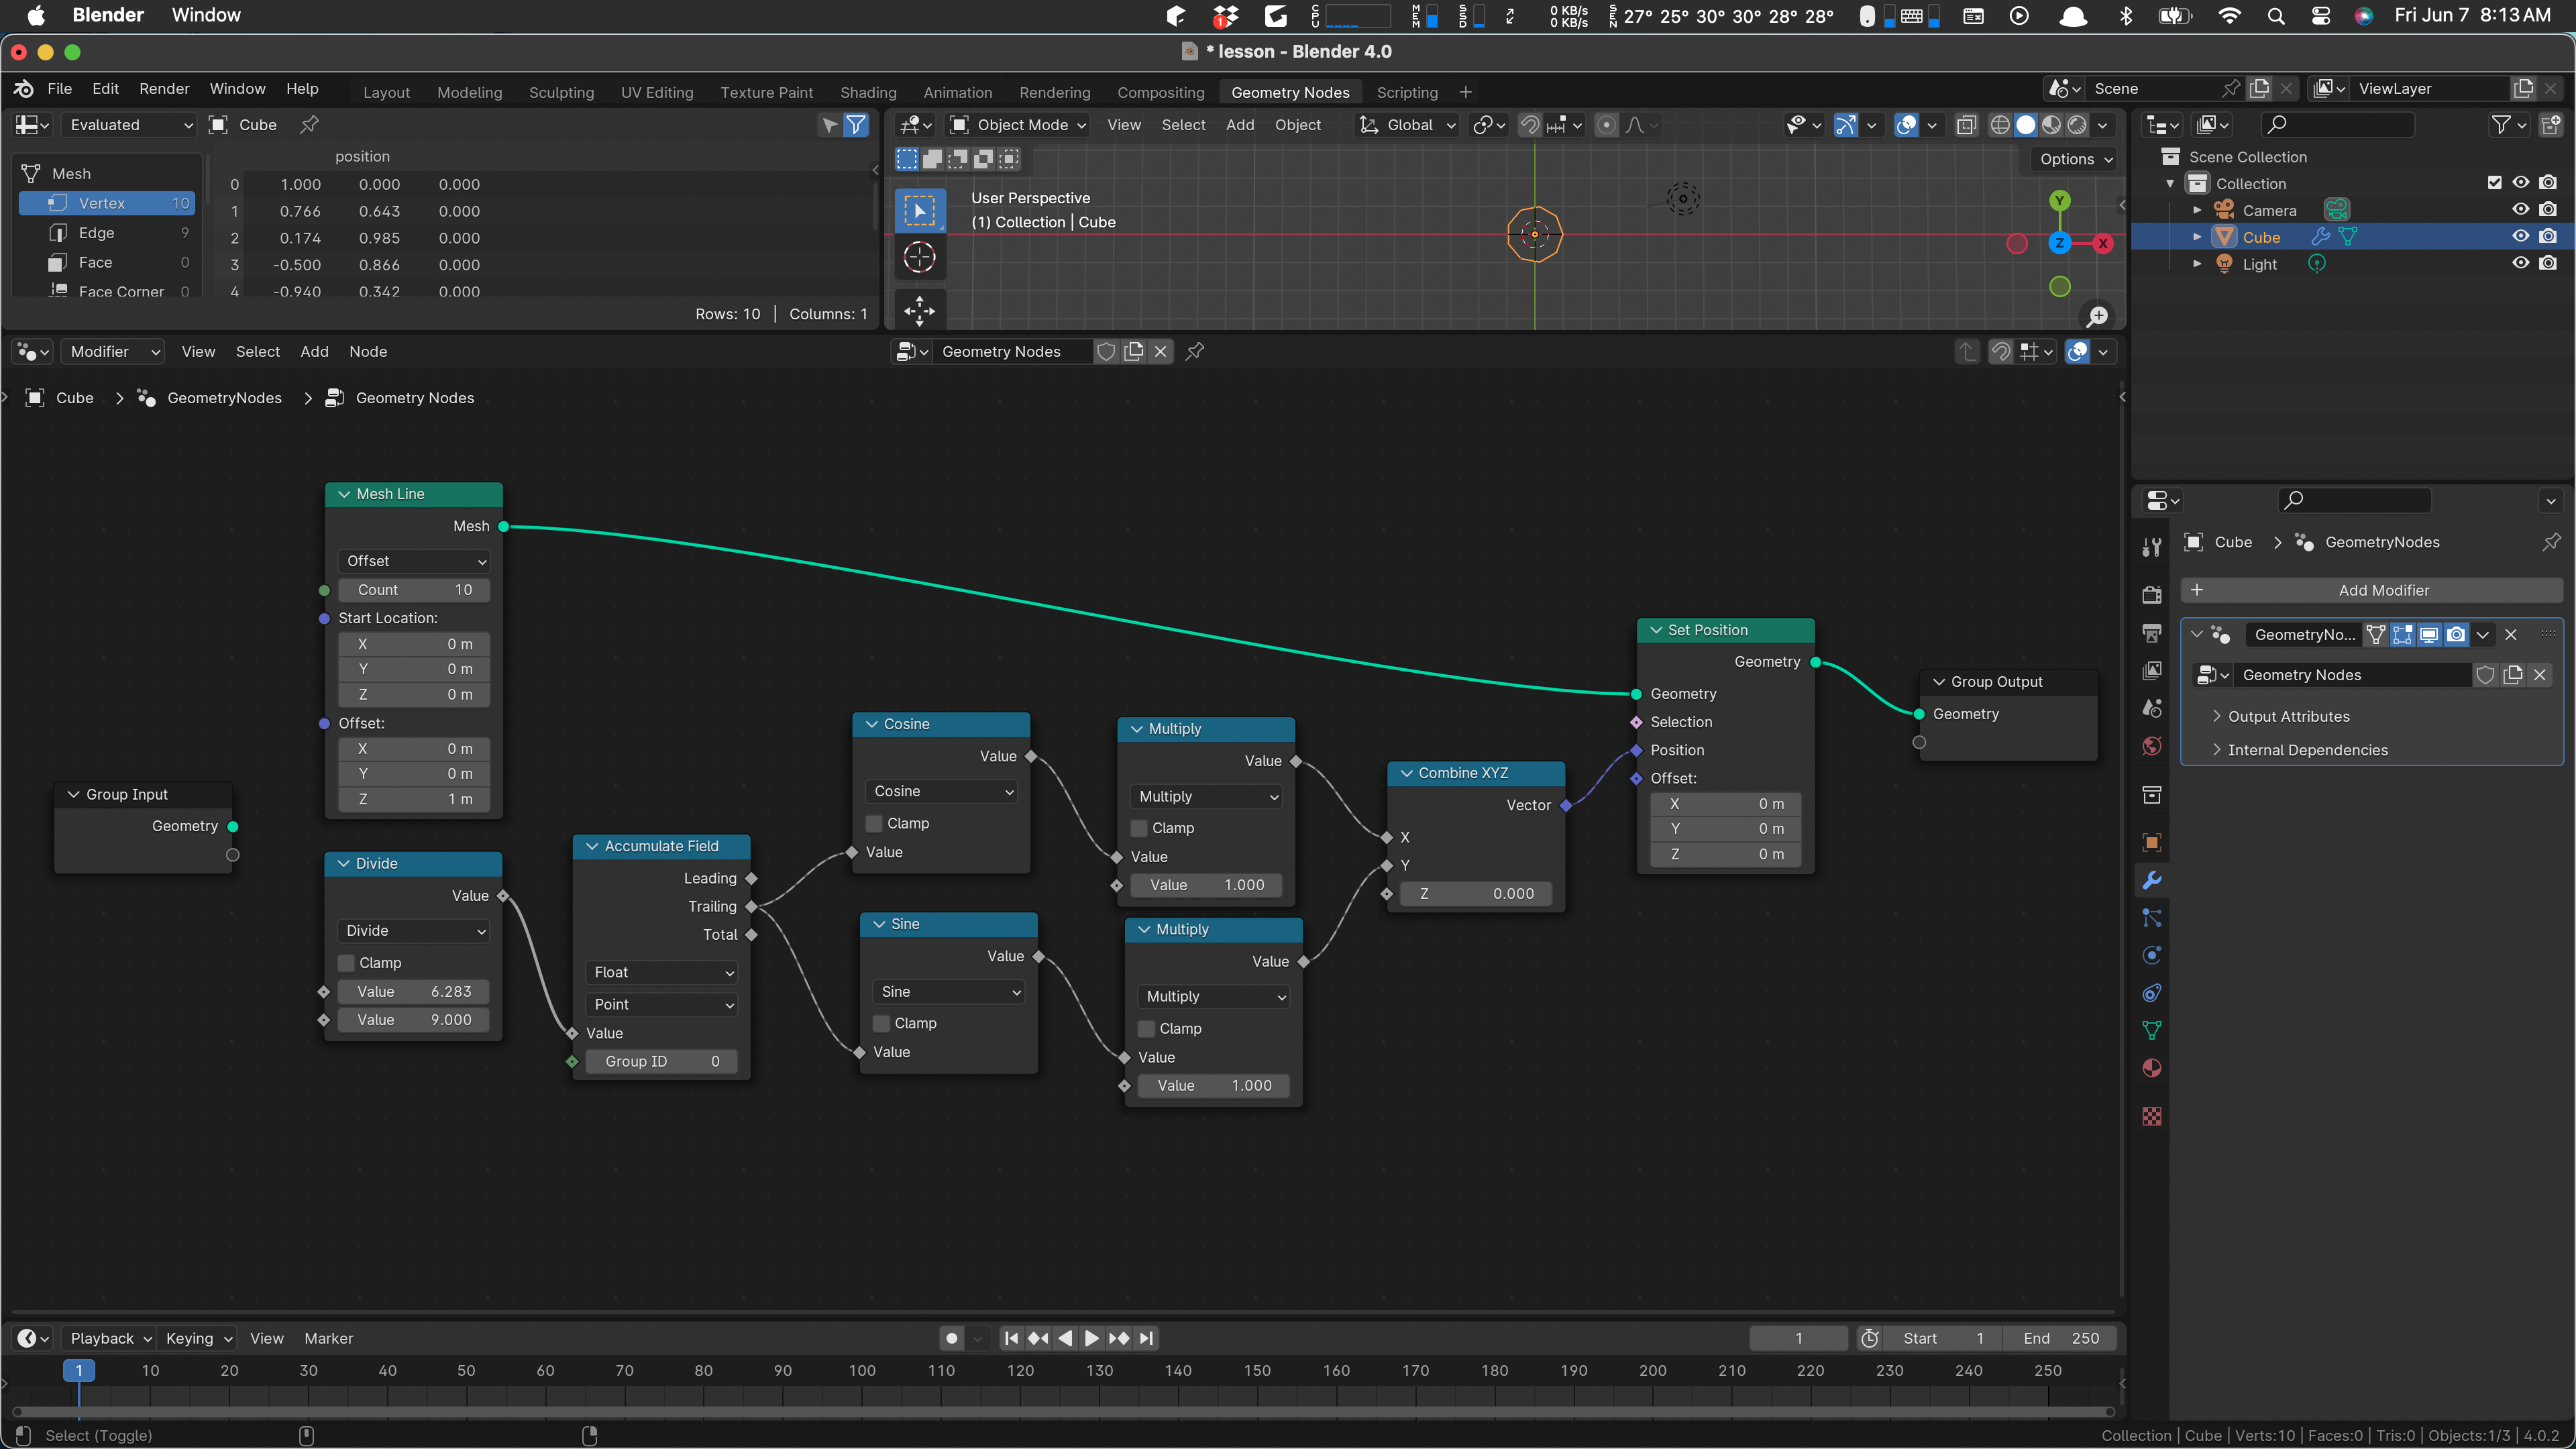 Blender Window
CPU MEM SSD 0 KB/s 0 KB/s SEN 27° 25° 30° 30° 28° 28° Fri Jun 7 8:13 AM
* lesson - Blender 4.0
File Edit Render Window Help Layout Modeling Sculpting UV Editing Texture Paint Shading Animation Rendering Compositing Geometry Nodes Scripting + Scene ViewLayer
Evaluated Cube
position
Mesh
Vertex 10
Edge 9
Face 0
Face Corner 0
0 1.000 0.000 0.000
1 0.766 0.643 0.000
2 0.174 0.985 0.000
3 -0.500 0.866 0.000
4 -0.940 0.342 0.000
Rows: 10 | Columns: 1
Object Mode View Select Add Object Global
Options
User Perspective
(1) Collection | Cube
Y
Z
X
Scene Collection
Collection
Camera
Cube
Light
Modifier View Select Add Node Geometry Nodes
Cube > GeometryNodes > Geometry Nodes
Mesh Line
Mesh
Offset
Count 10
Start Location:
X 0 m
Y 0 m
Z 0 m
Offset:
X 0 m
Y 0 m
Z 1 m
Group Input
Geometry
Divide
Value
Divide
Clamp
Value 6.283
Value 9.000
Accumulate Field
Leading
Trailing
Total
Float
Point
Value
Group ID 0
Cosine
Value
Cosine
Clamp
Value
Sine
Value
Sine
Clamp
Value
Multiply
Value
Multiply
Clamp
Value
Value 1.000
Multiply
Value
Multiply
Clamp
Value
Value 1.000
Combine XYZ
Vector
X
Y
Z 0.000
Set Position
Geometry
Geometry
Selection
Position
Offset:
X 0 m
Y 0 m
Z 0 m
Group Output
Geometry
Cube > GeometryNodes
+ Add Modifier
GeometryNo...
Geometry Nodes
Output Attributes
Internal Dependencies
Playback Keying View Marker 1 Start 1 End 250
1 10 20 30 40 50 60 70 80 90 100 110 120 130 140 150 160 170 180 190 200 210 220 230 240 250
Select (Toggle) Collection | Cube | Verts:10 | Faces:0 | Tris:0 | Objects:1/3 | 4.0.2